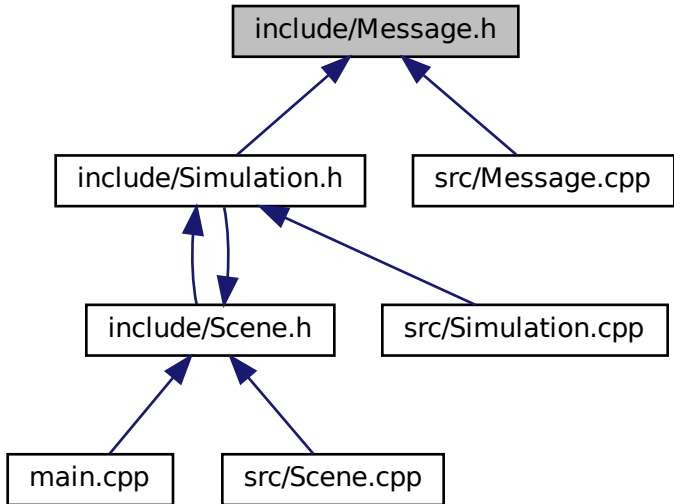 include/Message.h
include/Simulation.h
src/Message.cpp
include/Scene.h
src/Simulation.cpp
main.cpp
src/Scene.cpp